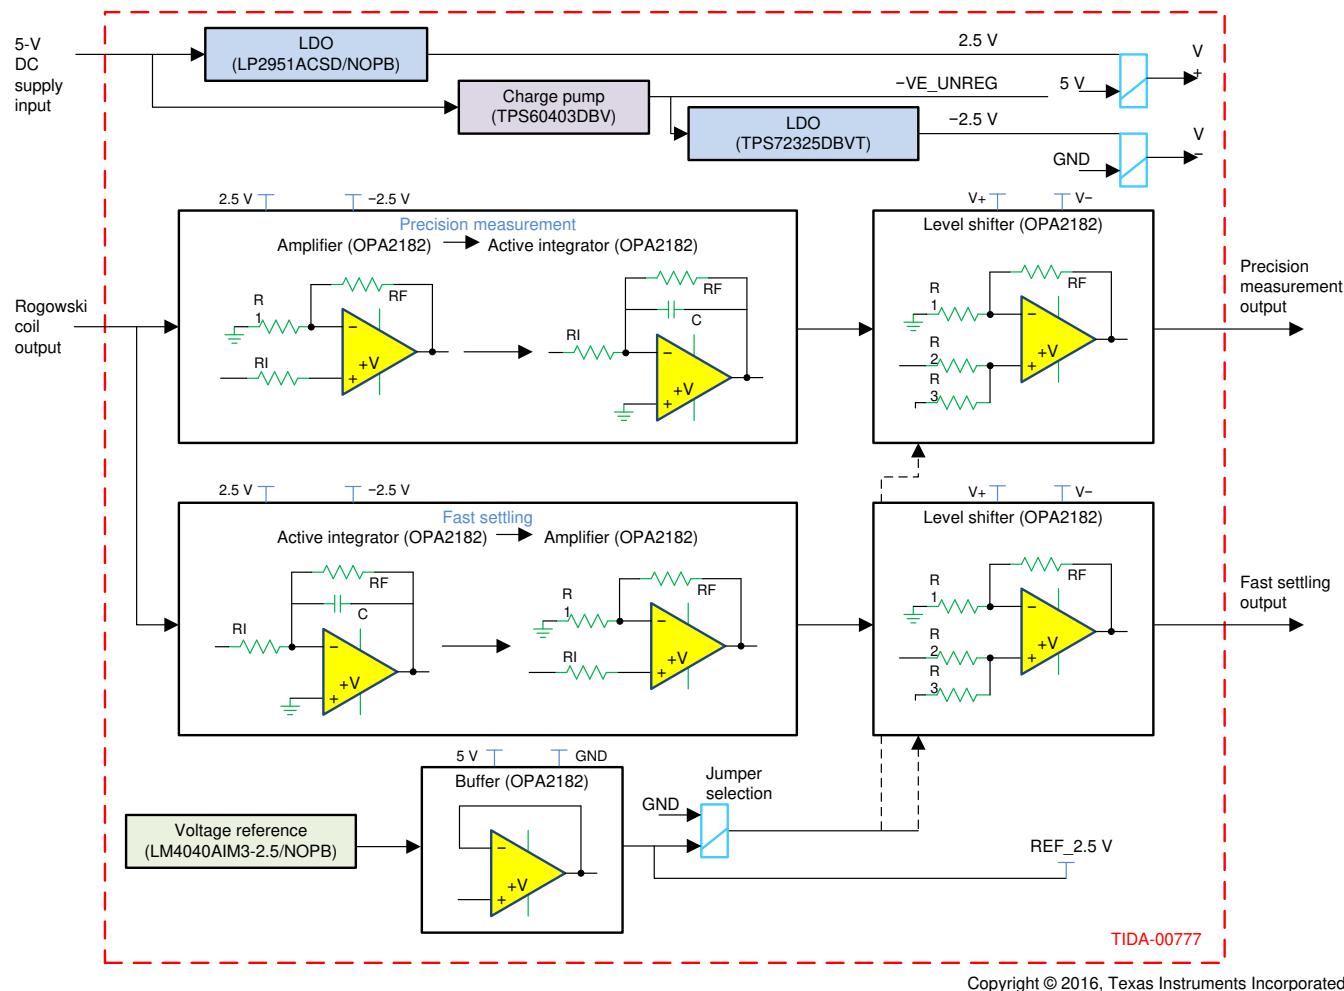 5-V
DC
supply
input
LDO
(LP2951ACSD/NOPB)
2.5 V
V
+
5 V
−VE_UNREG
Charge pump
(TPS60403DBV)
LDO
(TPS72325DBVT)
−2.5 V
V
−
GND
2.5 V
−2.5 V
Precision measurement
Amplifier (OPA2182)
Active integrator (OPA2182)
RF
R
1
RI
+V
−
+
RF
C
RI
+V
−
+
V+
V−
Level shifter (OPA2182)
RF
R
1
R
2
R
3
+V
−
+
Precision
measurement
output
Rogowski
coil
output
2.5 V
−2.5 V
Fast settling
Active integrator (OPA2182)
Amplifier (OPA2182)
RF
C
RI
+V
−
+
RF
R
1
RI
+V
−
+
V+
V−
Level shifter (OPA2182)
RF
R
1
R
2
R
3
+V
−
+
Fast settling
output
5 V
GND
Buffer (OPA2182)
+V
−
+
Voltage reference
(LM4040AIM3-2.5/NOPB)
Jumper
selection
GND
REF_2.5 V
TIDA-00777
Copyright © 2016, Texas Instruments Incorporated